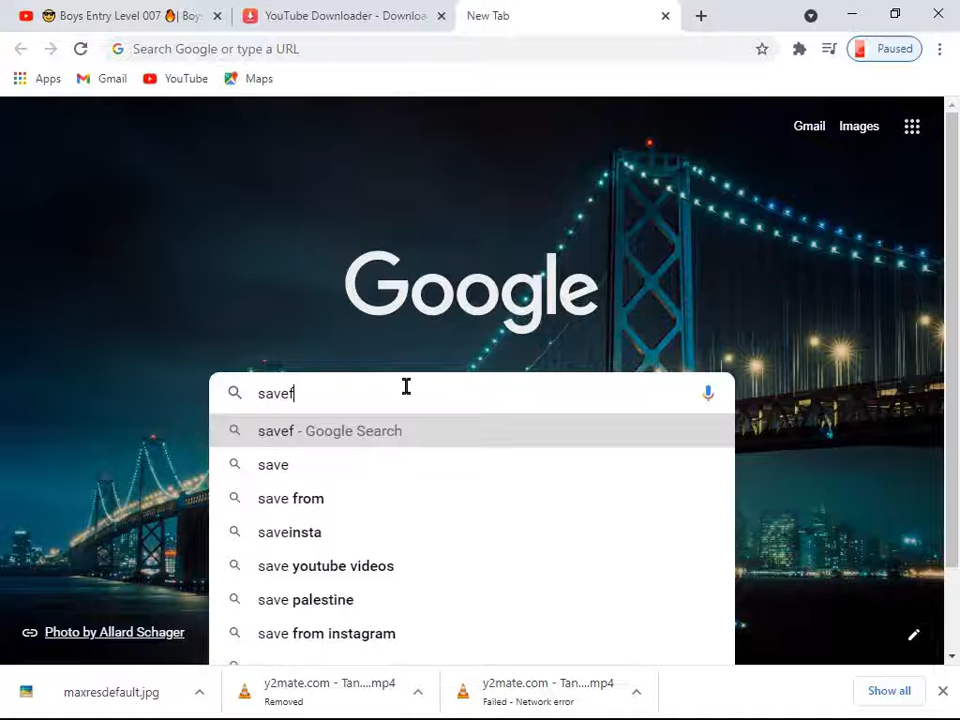 😎 Boys Entry Level 007 🔥| Boy
YouTube Downloader - Downloa
New Tab
Search Google or type a URL
Paused
Apps
Gmail
YouTube
Maps
Gmail
Images
Google
savef
savef - Google Search
save
save from
saveinsta
save youtube videos
save palestine
save from instagram
Photo by Allard Schager
maxresdefault.jpg
y2mate.com - Tan....mp4
Removed
y2mate.com - Tan....mp4
Failed - Network error
Show all